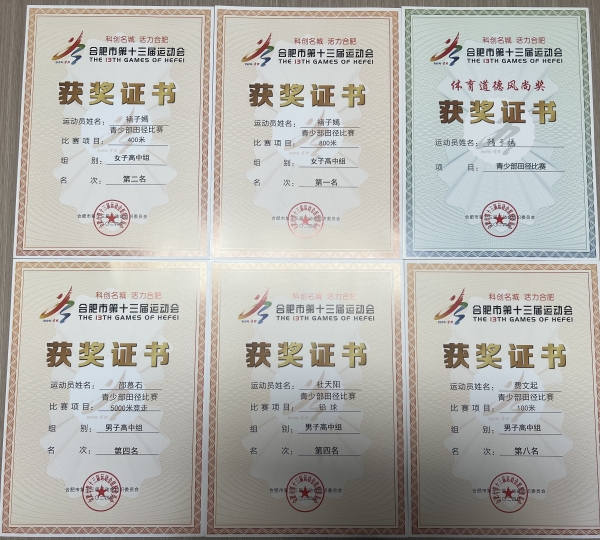 科创名城 活力合肥
合肥市第十三届运动会
THE 13TH GAMES OF HEFEI
获奖证书
运动员姓名：褚子嫣
青少部田径比赛
比赛项目：400米
组 别：女子高中组
名 次：第二名
科创名城 活力合肥
合肥市第十三届运动会
THE 13TH GAMES OF HEFEI
获奖证书
运动员姓名：褚子嫣
青少部田径比赛
比赛项目：800米
组 别：女子高中组
名 次：第一名
科创名城 活力合肥
合肥市第十三届运动会
THE 13TH GAMES OF HEFEI
体育道德风尚奖
获奖证书
运动员姓名：
项 目：青少部田径比赛
科创名城 活力合肥
合肥市第十三届运动会
THE 13TH GAMES OF HEFEI
获奖证书
运动员姓名：邵慕石
青少部田径比赛
比赛项目：5000米竞走
组 别：男子高中组
名 次：第四名
科创名城 活力合肥
合肥市第十三届运动会
THE 13TH GAMES OF HEFEI
获奖证书
运动员姓名：杜天阳
青少部田径比赛
比赛项目：铅球
组 别：男子高中组
名 次：第四名
科创名城 活力合肥
合肥市第十三届运动会
THE 13TH GAMES OF HEFEI
获奖证书
运动员姓名：费文起
青少部田径比赛
比赛项目：100米
组 别：男子高中组
名 次：第八名